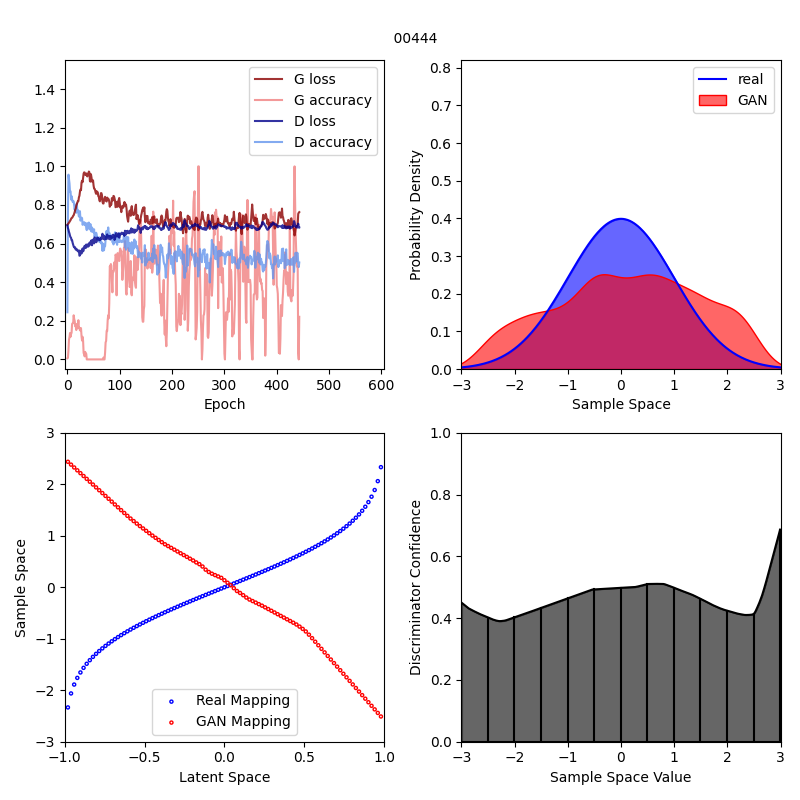 00444
G loss
G accuracy
D loss
D accuracy
1.4
1.2
1.0
0.8
0.6
0.4
0.2
0.0
0 100 200 300 400 500 600
Epoch
real
GAN
Probability Density
0.8
0.7
0.6
0.5
0.4
0.3
0.2
0.1
0.0
−3 −2 −1 0 1 2 3
Sample Space
Sample Space
3
2
1
0
−1
−2
−3
Real Mapping
GAN Mapping
−1.0 −0.5 0.0 0.5 1.0
Latent Space
Discriminator Confidence
1.0
0.8
0.6
0.4
0.2
0.0
−3 −2 −1 0 1 2 3
Sample Space Value